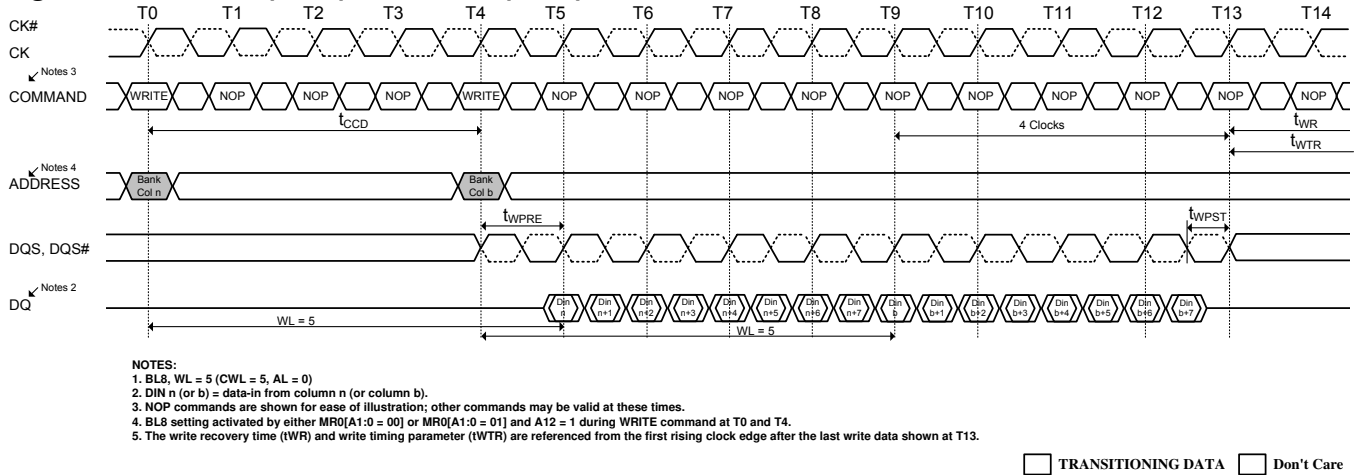 T0 T1 T2 T3 T4 T5 T6 T7 T8 T9 T10 T11 T12 T13 T14
CK#
CK
Notes 3
COMMAND WRITE NOP NOP NOP WRITE NOP NOP NOP NOP NOP NOP NOP NOP NOP NOP
tCCD 4 Clocks tWR
tWTR
Notes 4
ADDRESS
Bank Col n
Bank Col b
tWPRE tWPST
DQS, DQS#
Notes 2
DQ
Din n Din n+1 Din n+2 Din n+3 Din n+4 Din n+5 Din n+6 Din n+7 Din b Din b+1 Din b+2 Din b+3 Din b+4 Din b+5 Din b+6 Din b+7
WL = 5 WL = 5
NOTES:
1. BL8, WL = 5 (CWL = 5, AL = 0)
2. DIN n (or b) = data-in from column n (or column b).
3. NOP commands are shown for ease of illustration; other commands may be valid at these times.
4. BL8 setting activated by either MR0[A1:0 = 00] or MR0[A1:0 = 01] and A12 = 1 during WRITE command at T0 and T4.
5. The write recovery time (tWR) and write timing parameter (tWTR) are referenced from the first rising clock edge after the last write data shown at T13.
TRANSITIONING DATA Don't Care